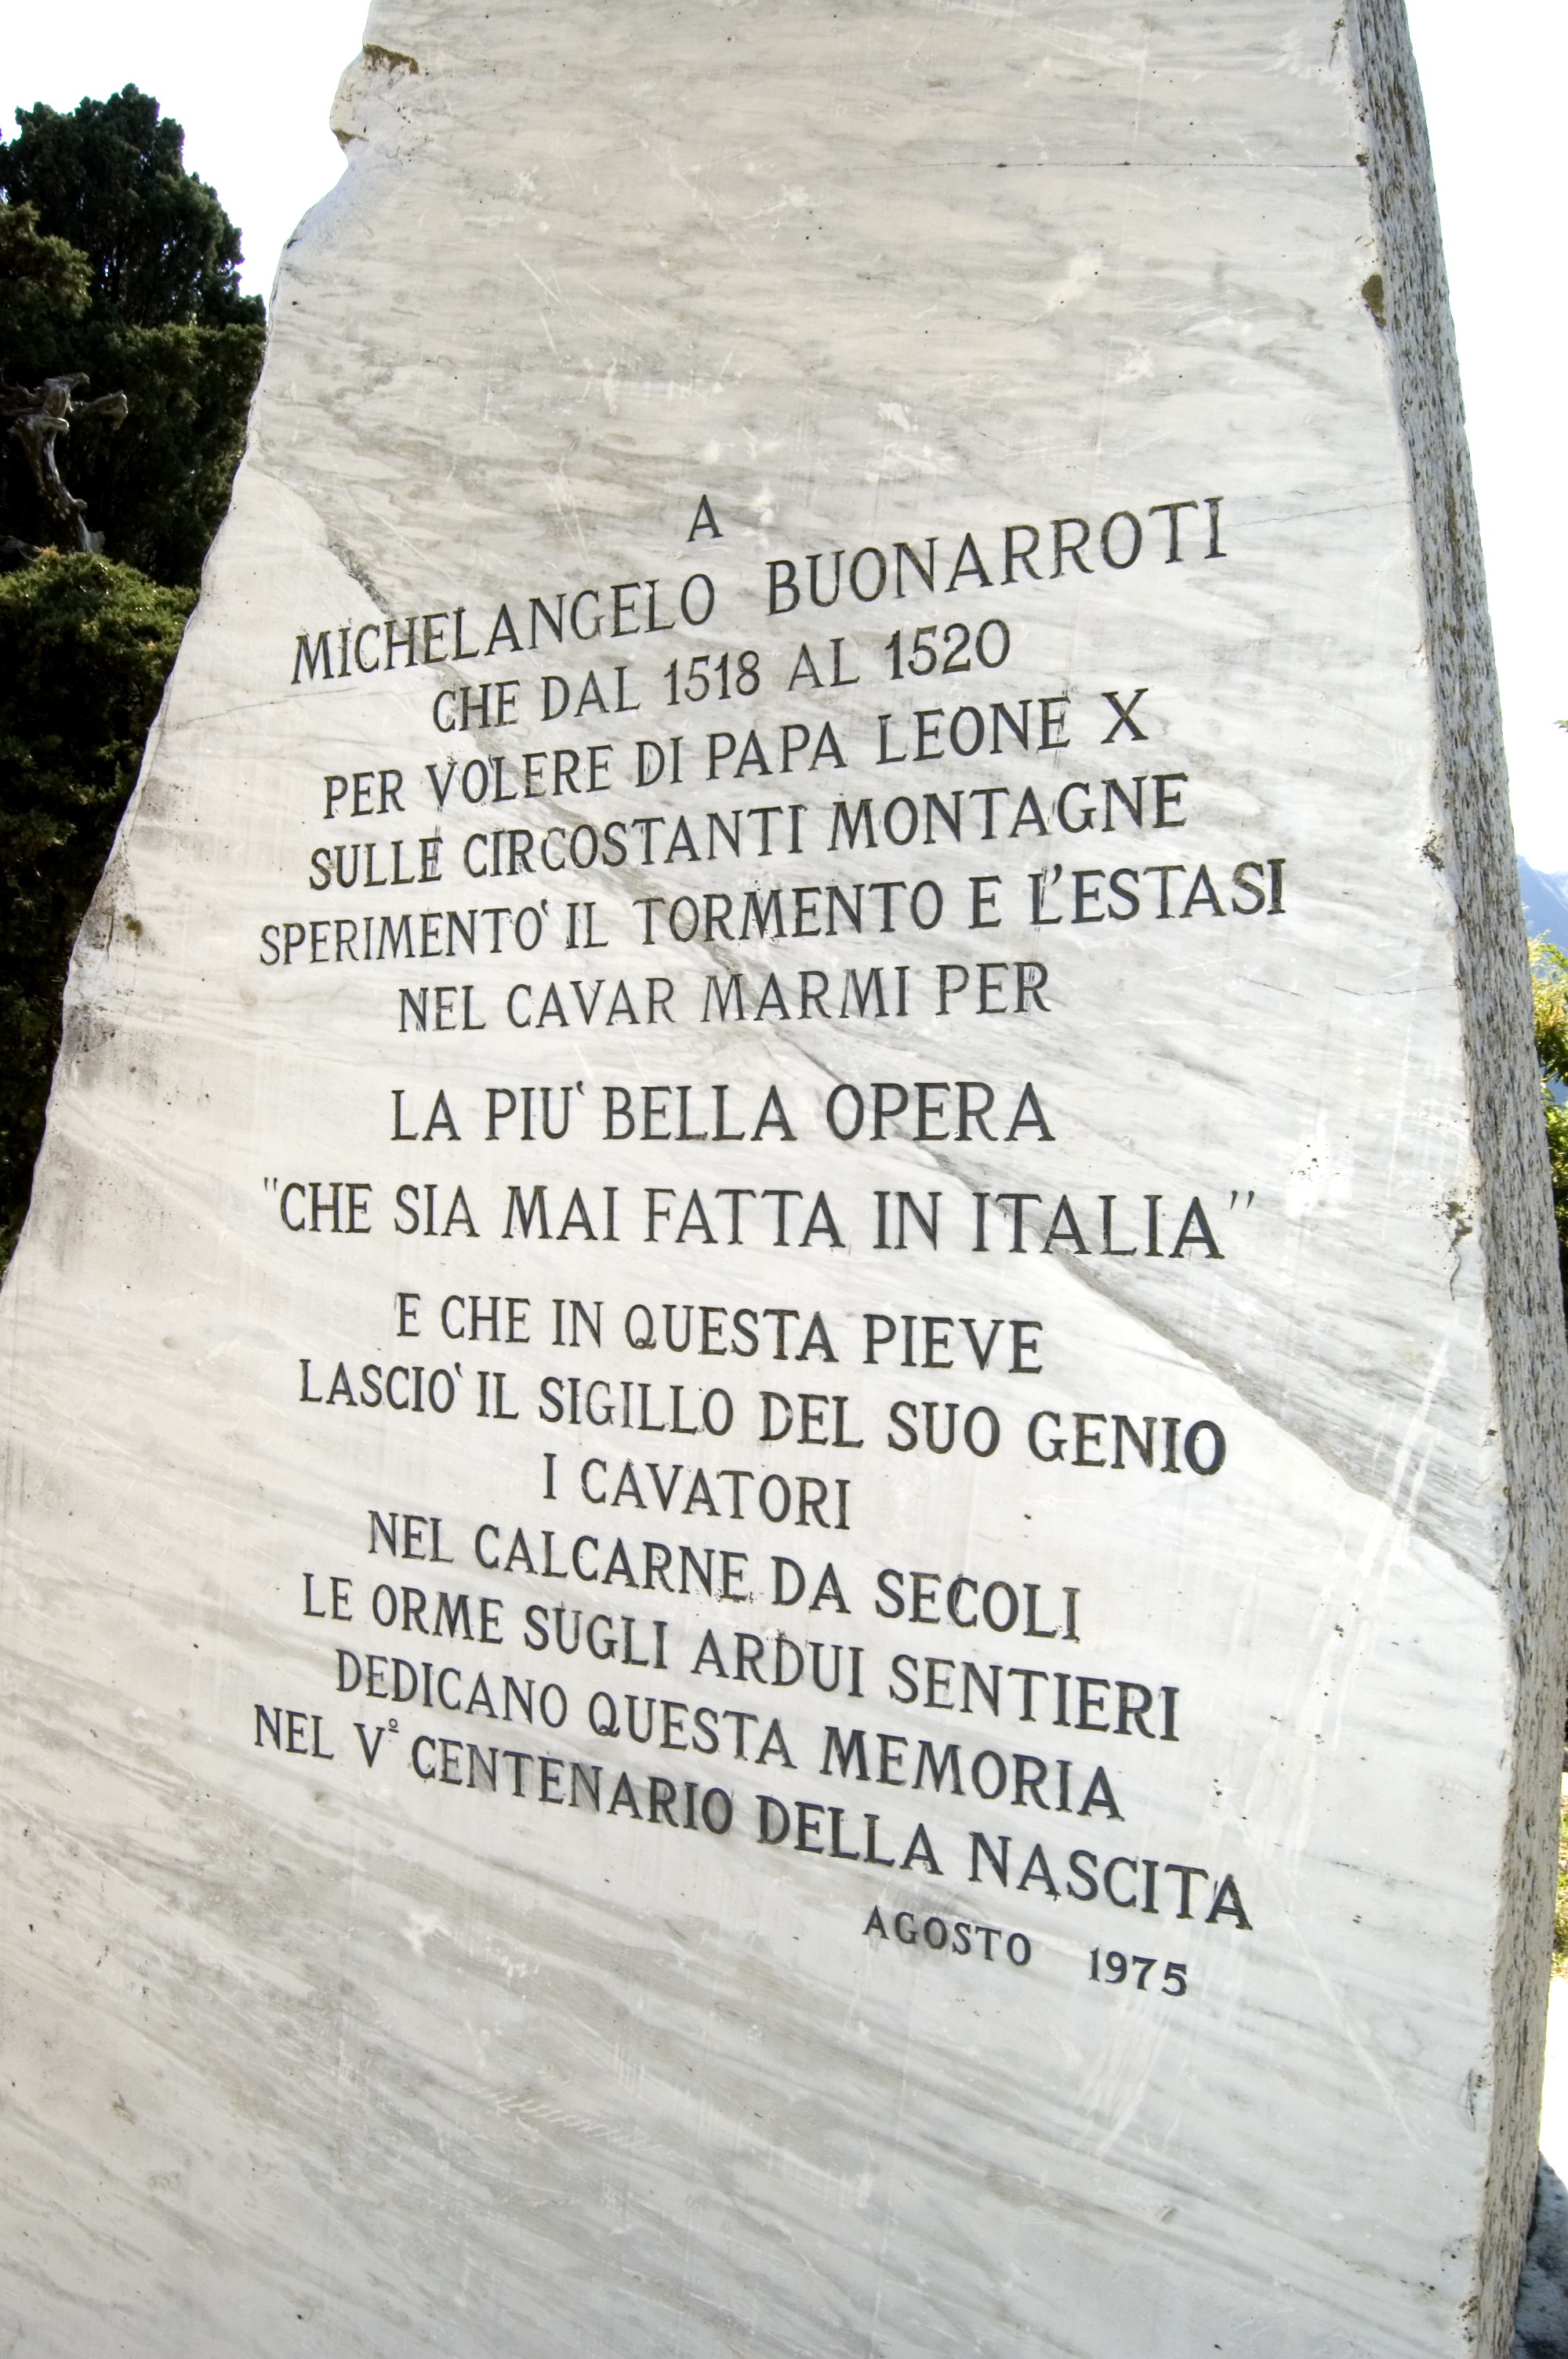 A
MICHELANGELO BUONARROTI
CHE DAL 1518 AL 1520
PER VOLERE DI PAPA LEONE X
SULLE CIRCOSTANTI MONTAGNE
SPERIMENTO' IL TORMENTO E L'ESTASI
NEL CAVAR MARMI PER
LA PIU' BELLA OPERA
"CHE SIA MAI FATTA IN ITALIA"
E CHE IN QUESTA PIEVE
LASCIO' IL SIGILLO DEL SUO GENIO
I CAVATORI
NEL CALCARNE DA SECOLI
LE ORME SUGLI ARDUI SENTIERI
DEDICANO QUESTA MEMORIA
NEL V° CENTENARIO DELLA NASCITA
AGOSTO 1975